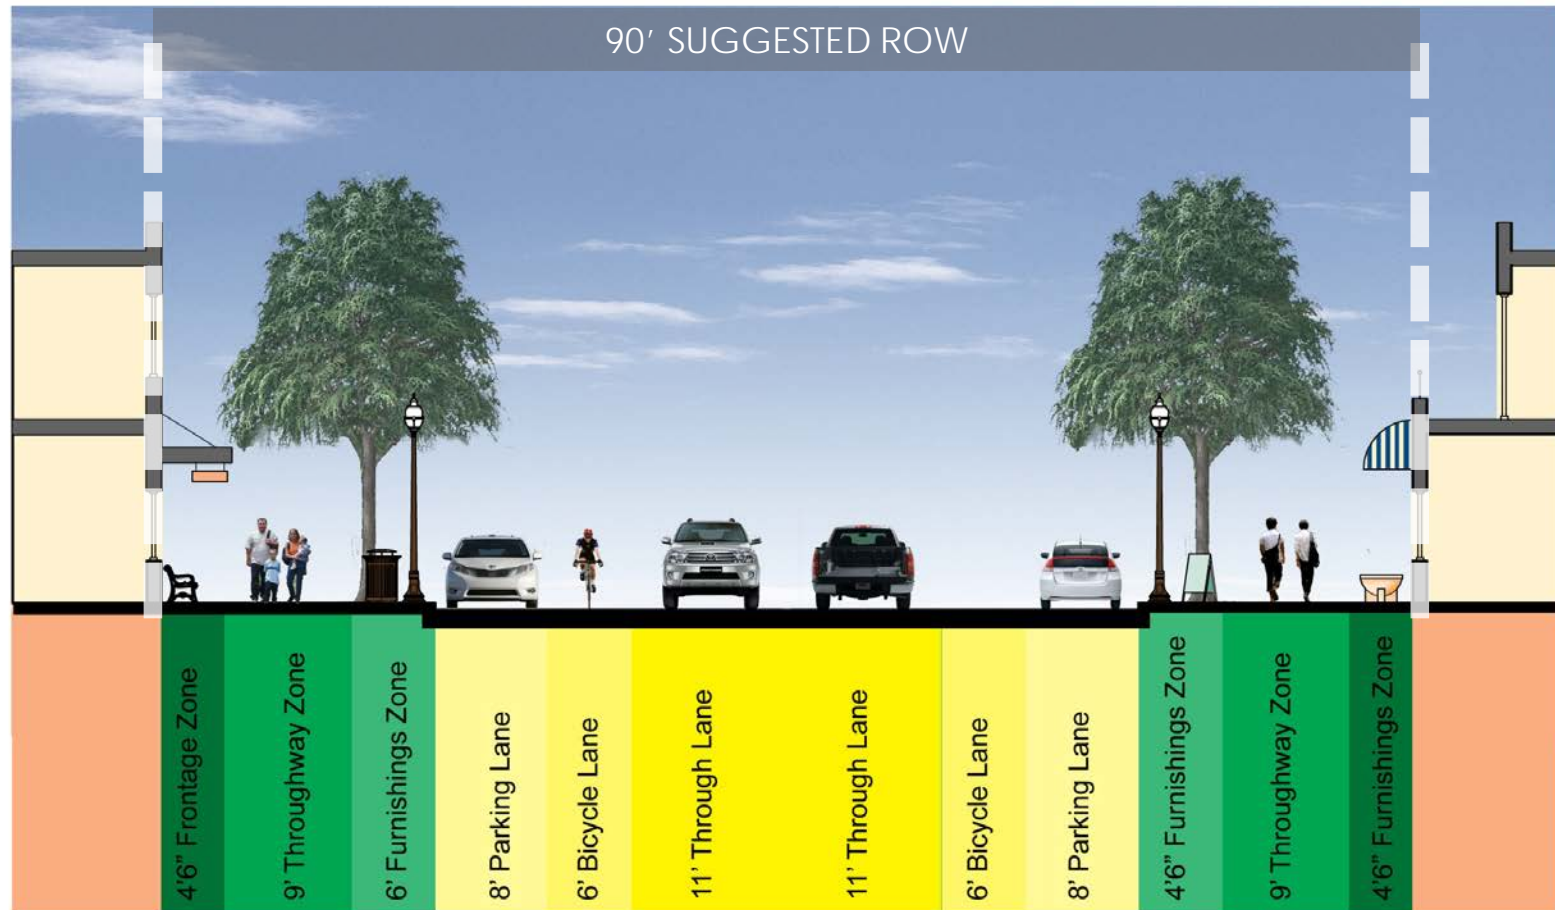 90’ SUGGESTED ROW
4’6” Frontage Zone
9’ Throughway Zone
6’ Furnishings Zone
8’ Parking Lane
6’ Bicycle Lane
11’ Through Lane
11’ Through Lane
6’ Bicycle Lane
8’ Parking Lane
4’6” Furnishings Zone
9’ Throughway Zone
4’6” Furnishings Zone